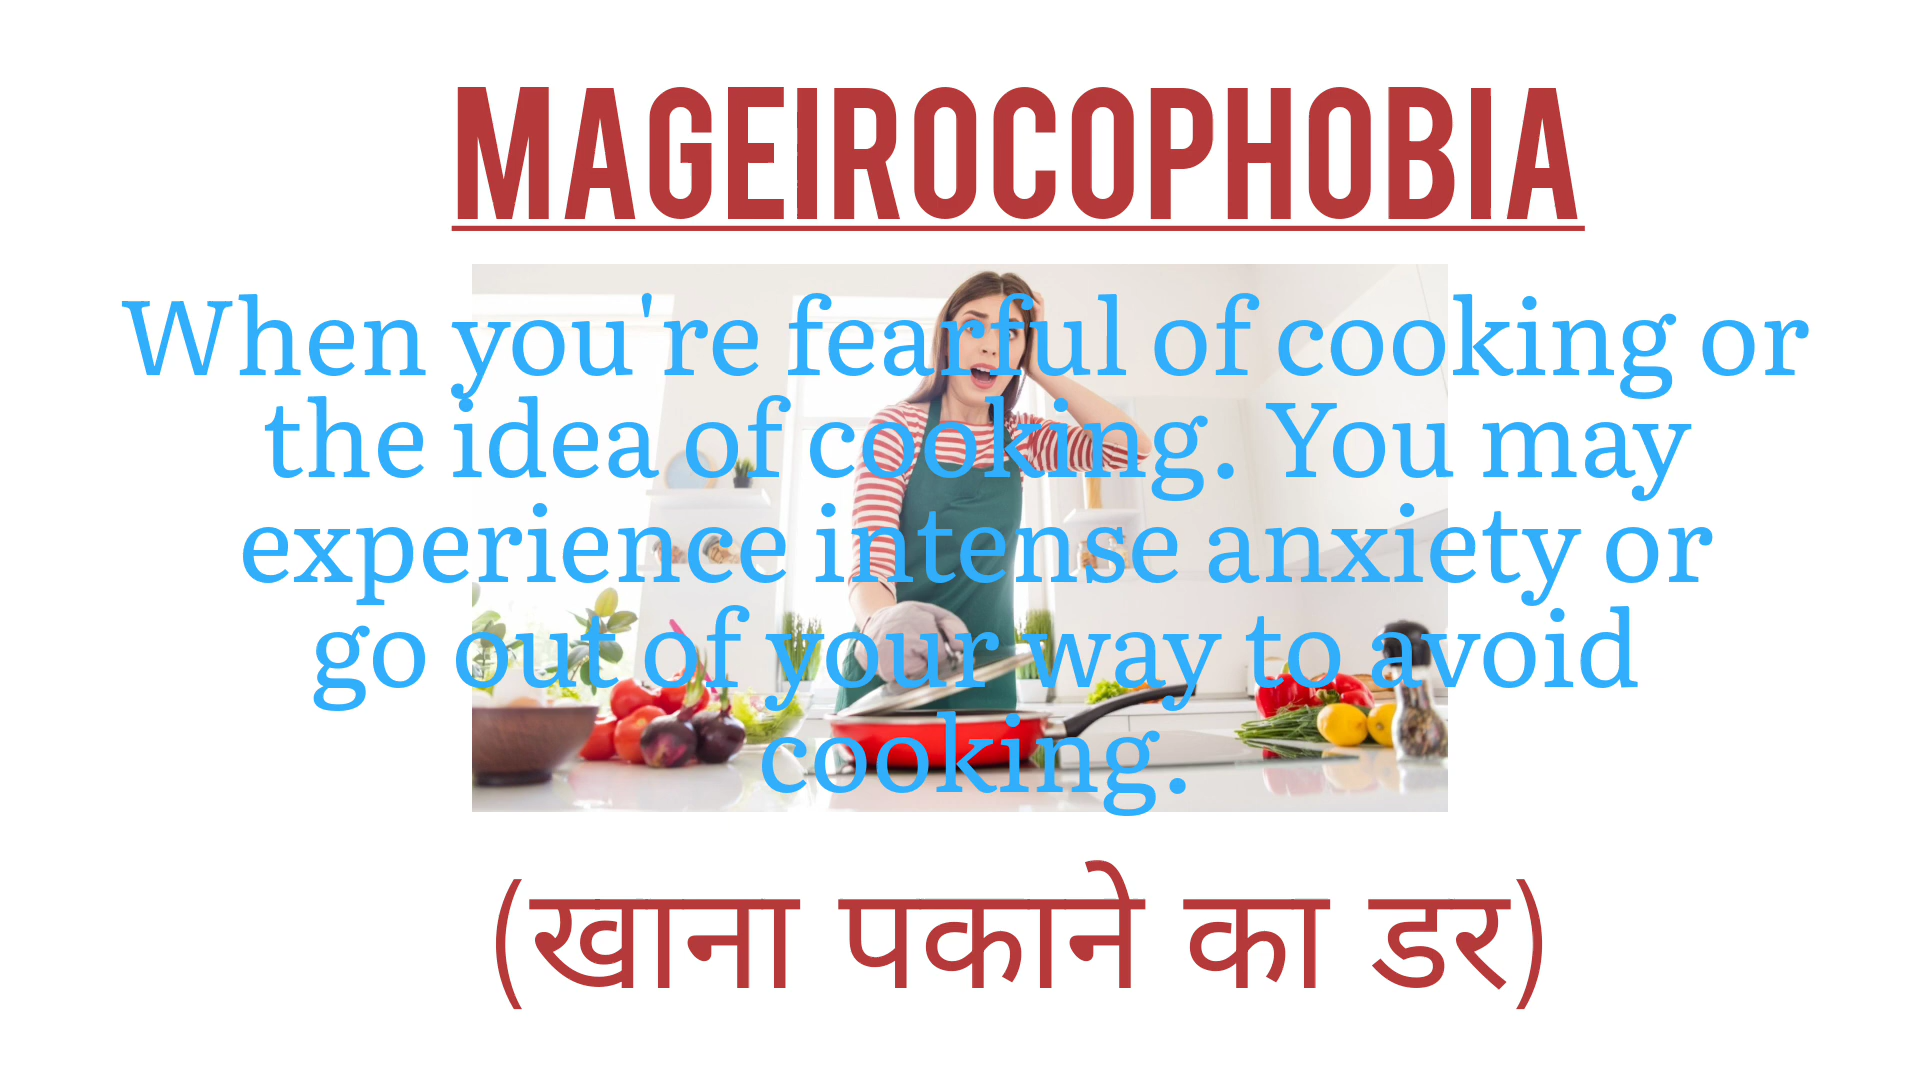 MAGEIROCOPHOBIA
When you're fearful of cooking or
the idea of cooking. You may
experience intense anxiety or
go out of your way to avoid
cooking.
(खाना पकाने का डर)